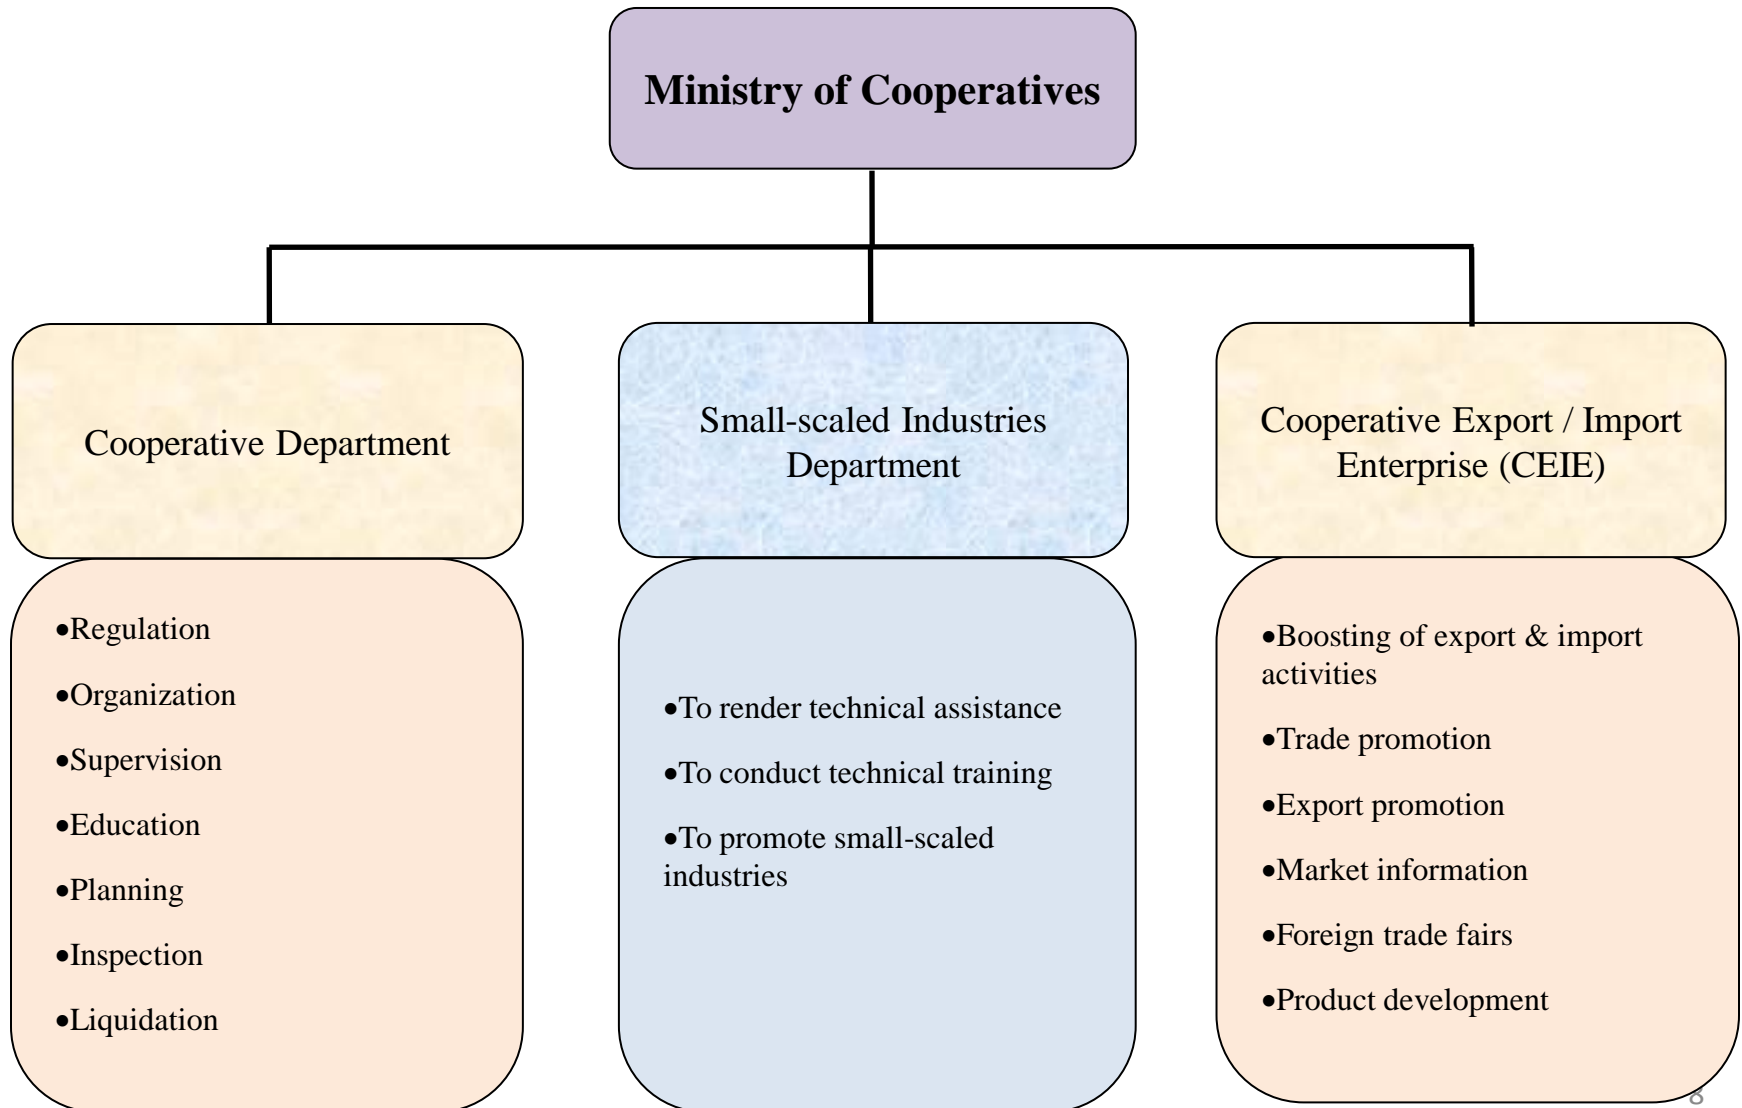 Ministry of Cooperatives
Cooperative Department
•Regulation
•Organization
•Supervision
•Education
•Planning
•Inspection
•Liquidation
Small-scaled Industries
Department
•To render technical assistance
•To conduct technical training
•To promote small-scaled
industries
Cooperative Export / Import
Enterprise (CEIE)
•Boosting of export & import
activities
•Trade promotion
•Export promotion
•Market information
•Foreign trade fairs
•Product development
8